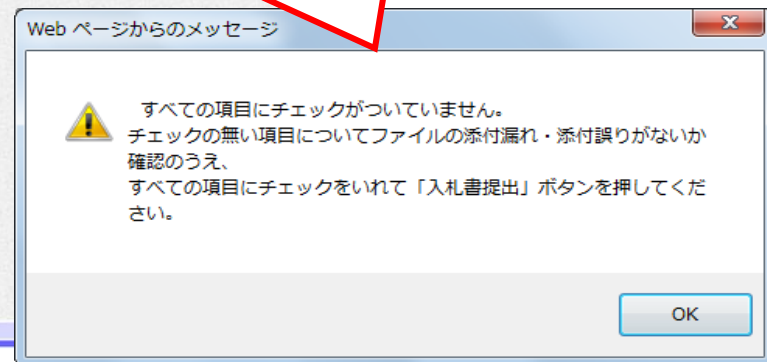 Web ページからのメッセージ
すべての項目にチェックがついていません。
チェックの無い項目についてファイルの添付漏れ・添付誤りがないか
確認のうえ、
すべての項目にチェックをいれて「入札書提出」ボタンを押してくだ
さい。
OK